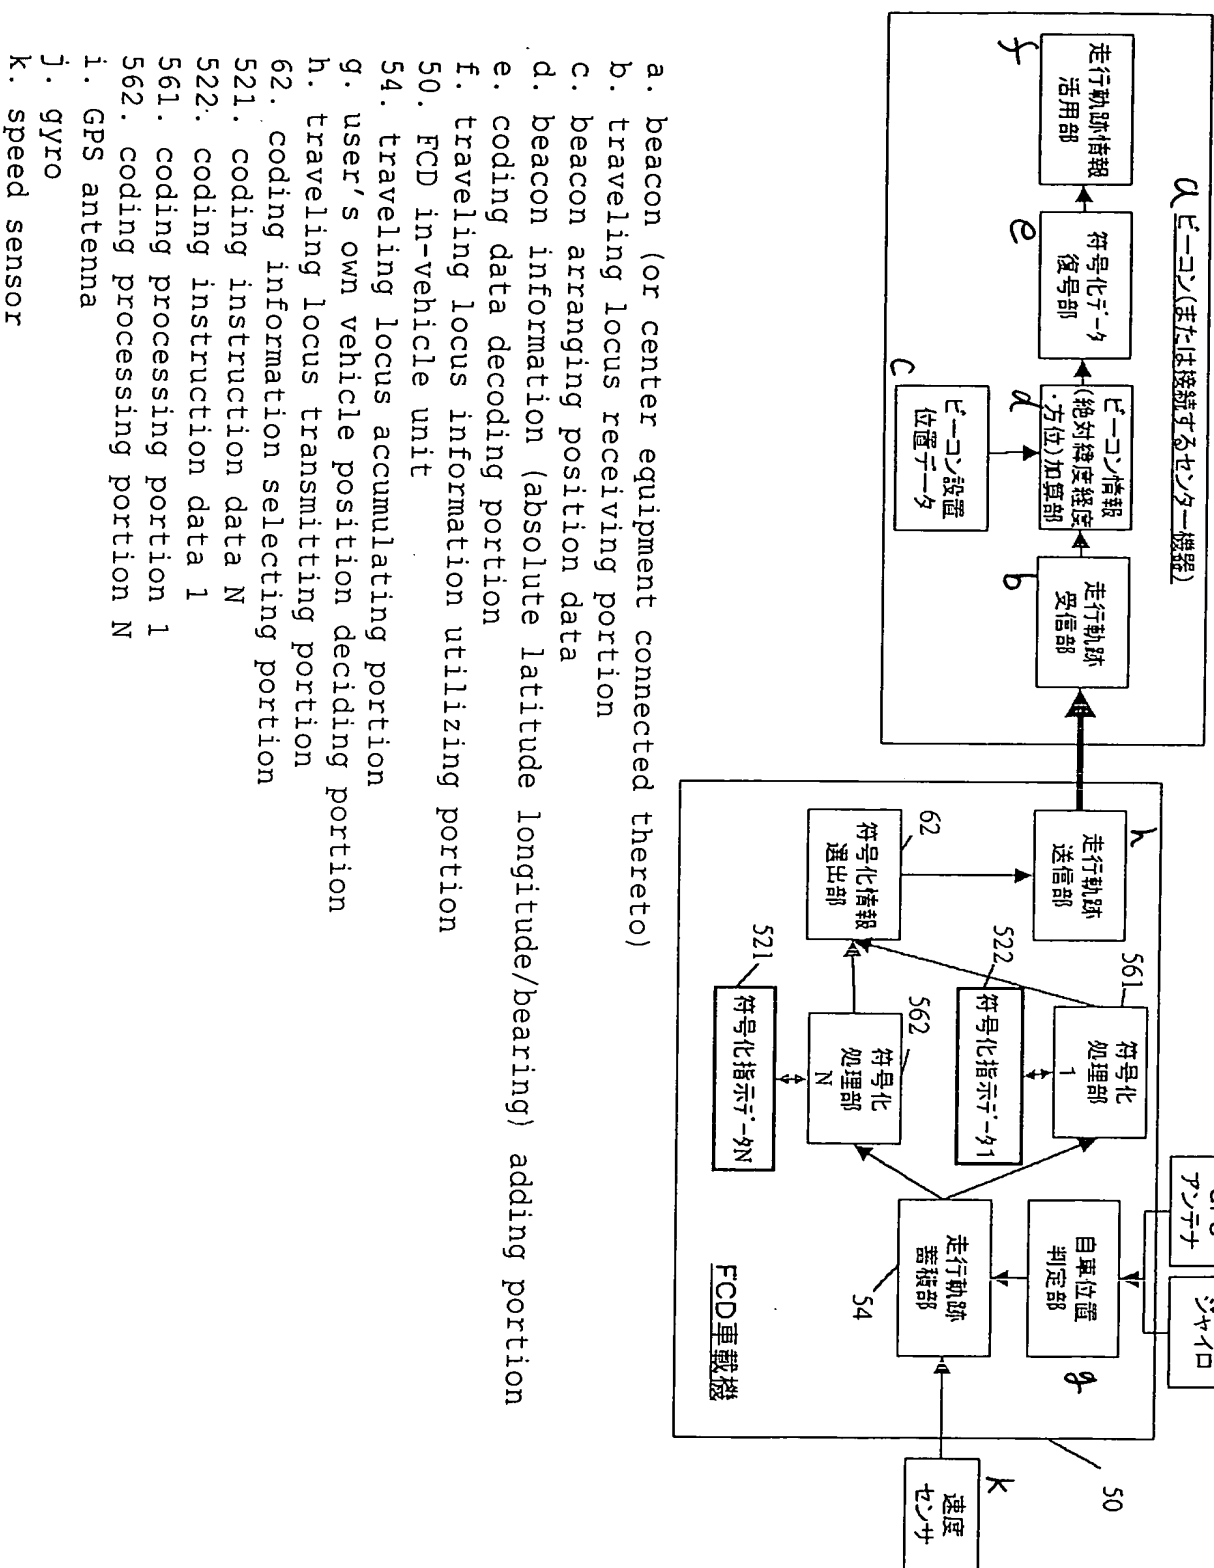 a ビーコン(または接続するセンター機器)
走行軌跡情報
活用部
f
符号化データ
復号部
e
ビーコン情報
(絶対緯度経度
・方位)加算部
d
ビーコン設置
位置データ
c
走行軌跡
受信部
b
走行軌跡
送信部
h
符号化情報
選出部
62
符号化
処理部
1
561
符号化指示データ1
522
符号化
処理部
N
562
符号化指示データN
521
走行軌跡
蓄積部
54
自車位置
判定部
g
アンテナ
ジャイロ
FCD車載機
50
速度
センサ
k
a. beacon (or center equipment connected thereto)
b. traveling locus receiving portion
c. beacon arranging position data
d. beacon information (absolute latitude longitude/bearing) adding portion
e. coding data decoding portion
f. traveling locus information utilizing portion
50. FCD in-vehicle unit
54. traveling locus accumulating portion
g. user's own vehicle position deciding portion
h. traveling locus transmitting portion
62. coding information selecting portion
521. coding instruction data N
522. coding instruction data 1
561. coding processing portion 1
562. coding processing portion N
i. GPS antenna
j. gyro
k. speed sensor